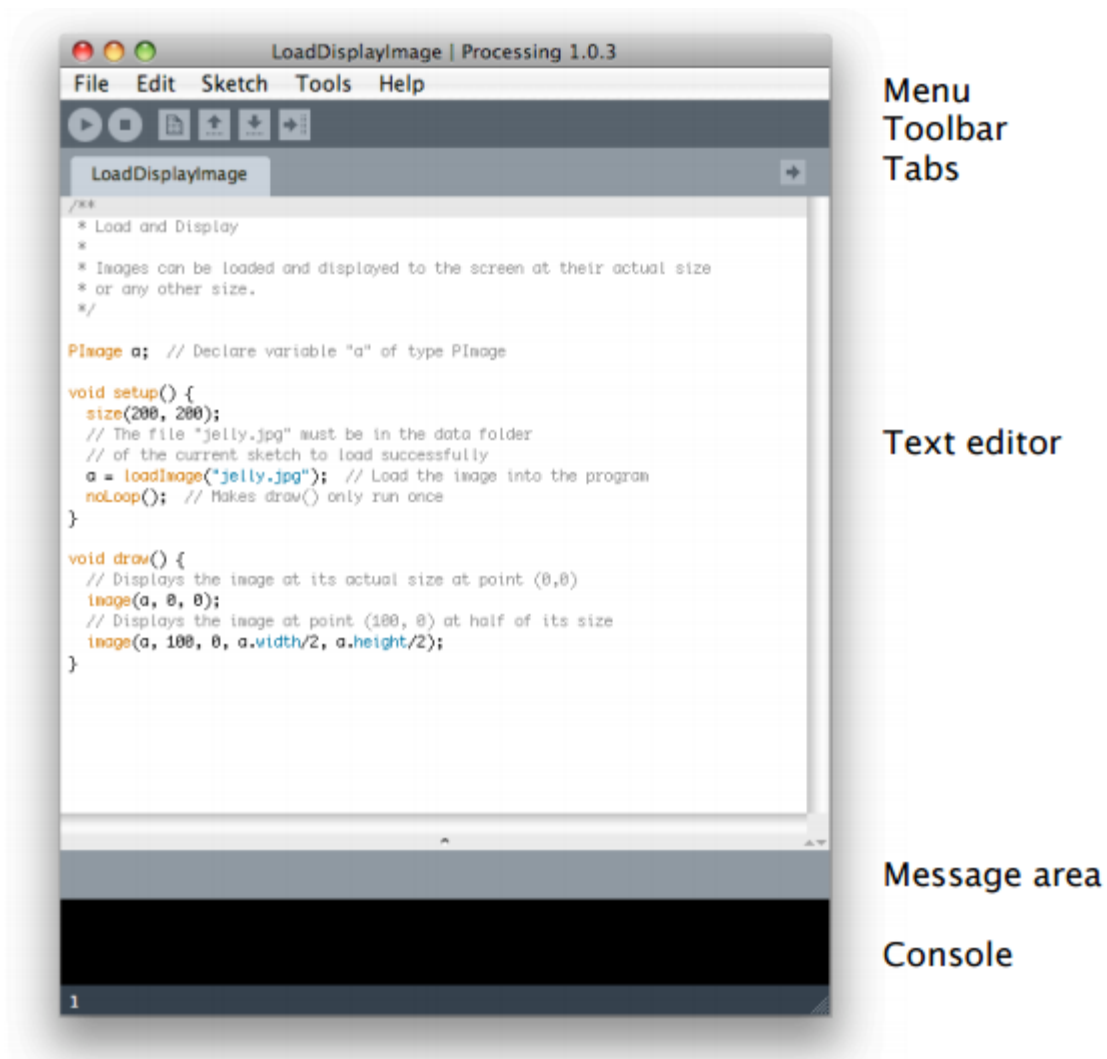 LoadDisplayImage | Processing 1.0.3
File Edit Sketch Tools Help
Menu
Toolbar
LoadDisplayImage
Tabs
/**
 * Load and Display
 *
 * Images can be loaded and displayed to the screen at their actual size
 * or any other size.
 */
PImage a;  // Declare variable "a" of type PImage
void setup() {
  size(200, 200);
  // The file "jelly.jpg" must be in the data folder
  // of the current sketch to load successfully
  a = loadImage("jelly.jpg");  // Load the image into the program
  noLoop();  // Makes draw() only run once
}
void draw() {
  // Displays the image at its actual size at point (0,0)
  image(a, 0, 0);
  // Displays the image at point (100, 0) at half of its size
  image(a, 100, 0, a.width/2, a.height/2);
}
Text editor
Message area
Console
1